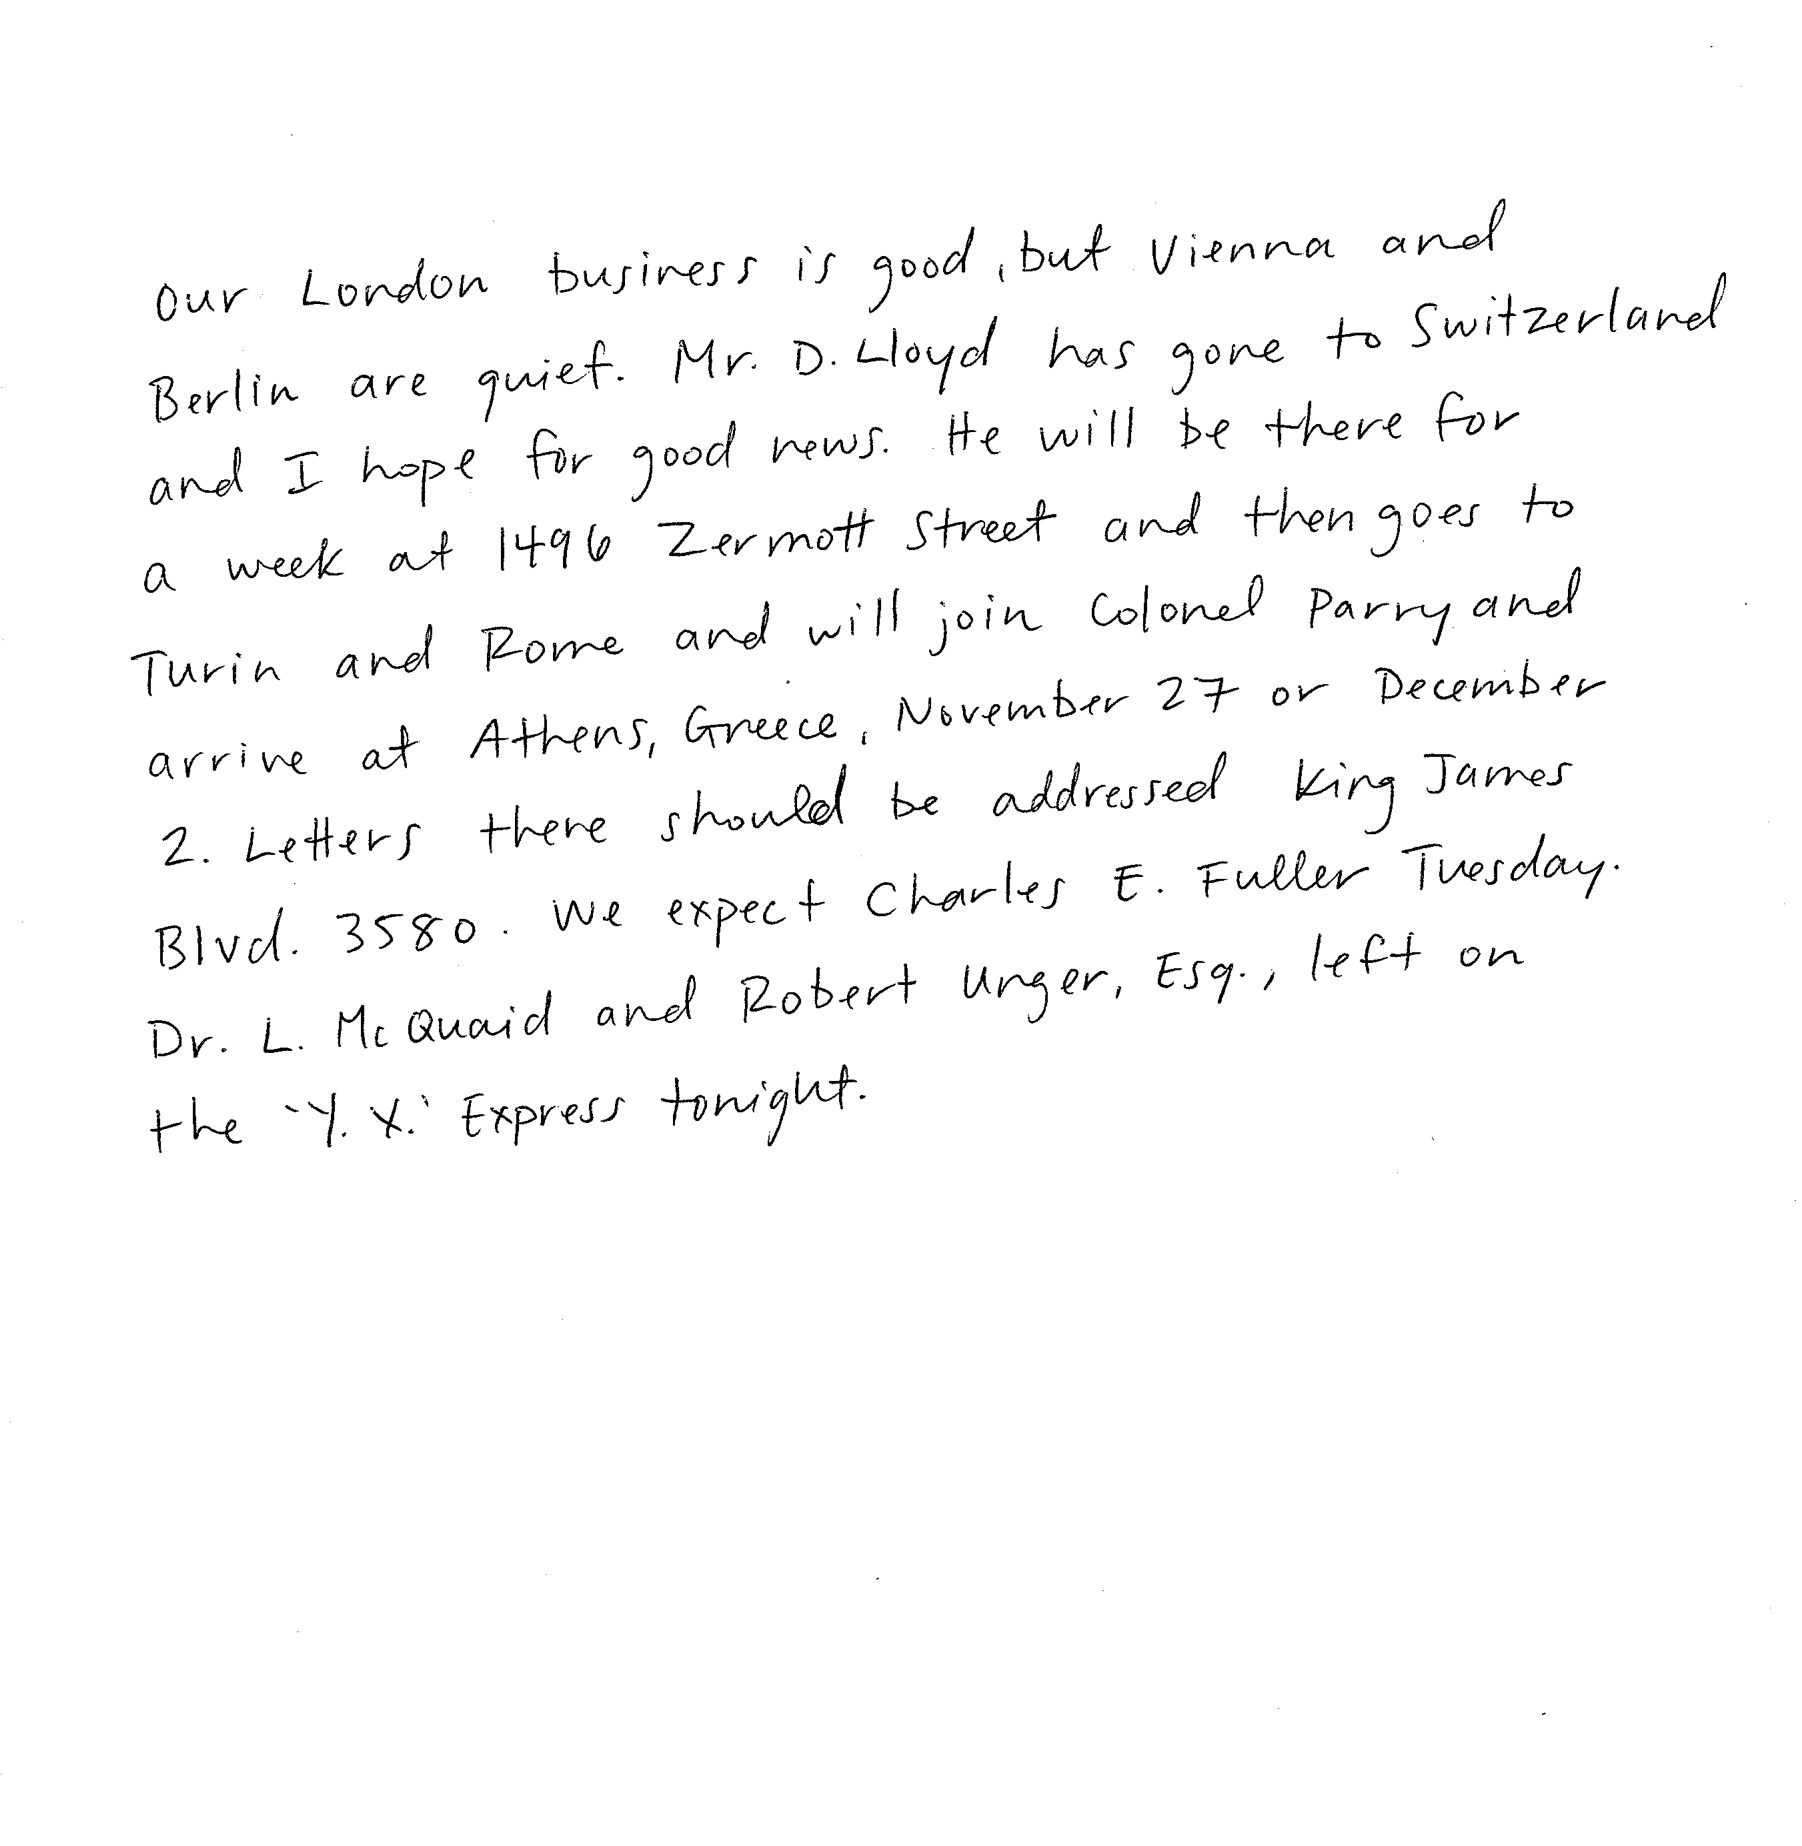 Our London business is good, but Vienna and
Berlin are quiet. Mr. D. Lloyd has gone to Switzerland
and I hope for good news. He will be there for
a week at 1496 Zermott Street and then goes to
Turin and Rome and will join Colonel Parry and
arrive at Athens, Greece, November 27 or December
2. Letters there should be addressed King James
Blvd. 3580. We expect Charles E. Fuller Tuesday.
Dr. L. McQuaid and Robert Unger, Esq., left on
the 'Y. X.' Express tonight.